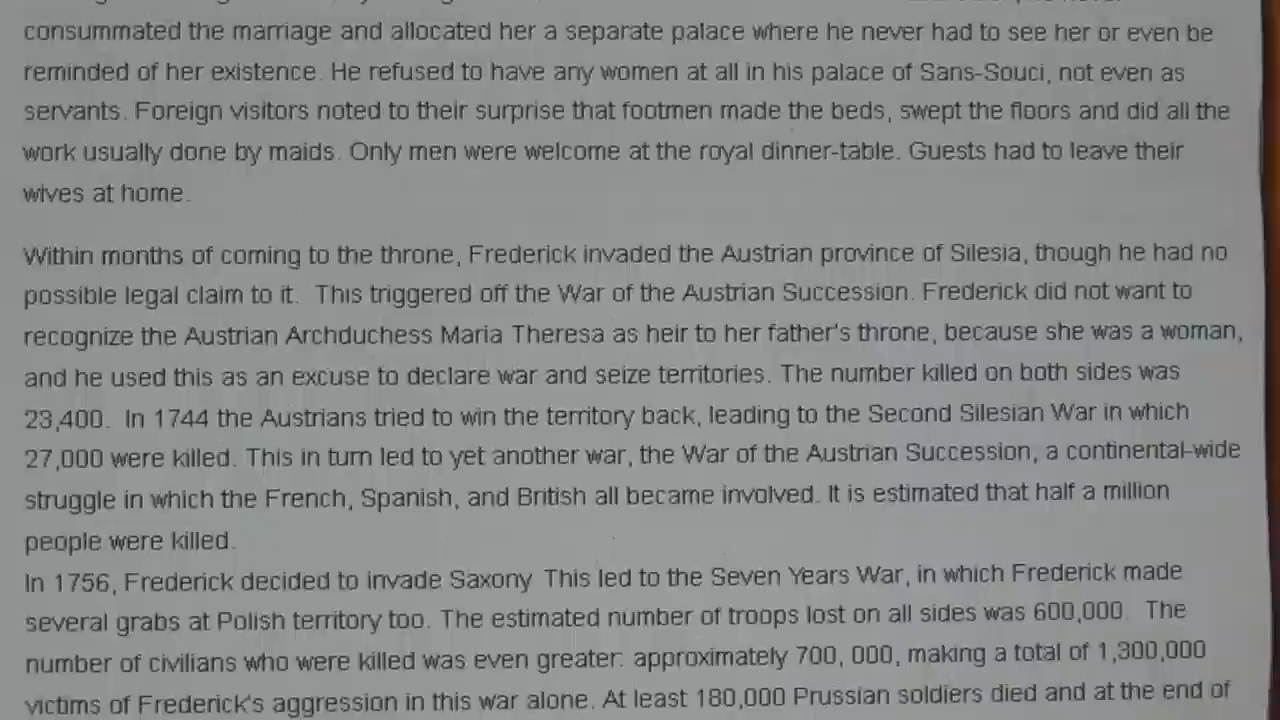 consummated the marriage and allocated her a separate palace where he never had to see her or even be
reminded of her existence. He refused to have any women at all in his palace of Sans-Souci, not even as
servants. Foreign visitors noted to their surprise that footmen made the beds, swept the floors and did all the
work usually done by maids. Only men were welcome at the royal dinner-table. Guests had to leave their
wives at home.
Within months of coming to the throne, Frederick invaded the Austrian province of Silesia, though he had no
possible legal claim to it. This triggered off the War of the Austrian Succession. Frederick did not want to
recognize the Austrian Archduchess Maria Theresa as heir to her father's throne, because she was a woman,
and he used this as an excuse to declare war and seize territories. The number killed on both sides was
23,400. In 1744 the Austrians tried to win the territory back, leading to the Second Silesian War in which
27,000 were killed. This in turn led to yet another war, the War of the Austrian Succession, a continental-wide
struggle in which the French, Spanish, and British all became involved. It is estimated that half a million
people were killed.
In 1756, Frederick decided to invade Saxony This led to the Seven Years War, in which Frederick made
several grabs at Polish territory too. The estimated number of troops lost on all sides was 600,000. The
number of civilians who were killed was even greater: approximately 700, 000, making a total of 1,300,000
victims of Frederick's aggression in this war alone. At least 180,000 Prussian soldiers died and at the end of